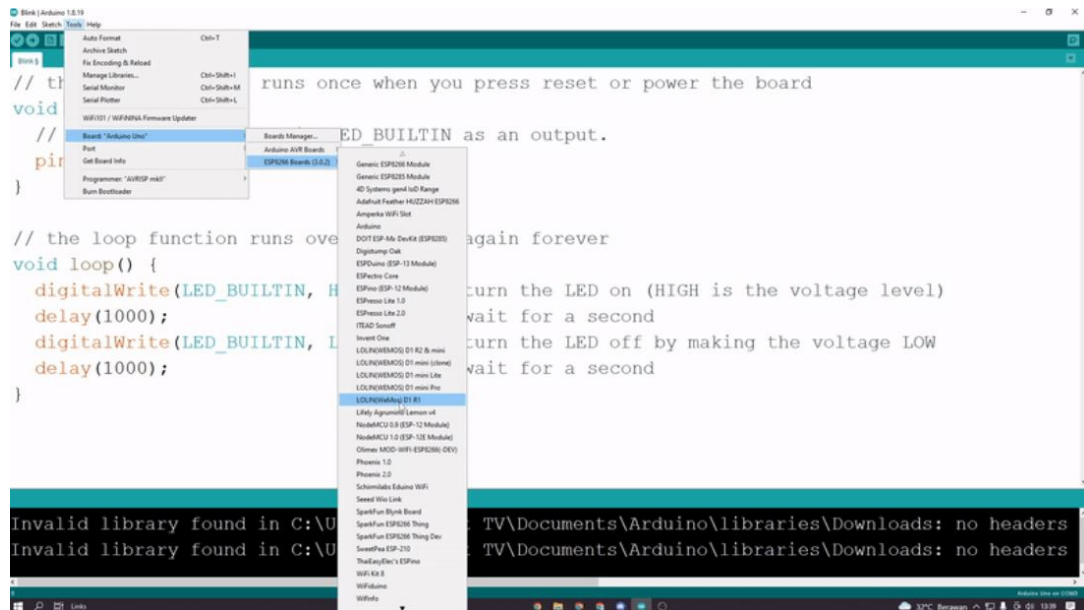 Blink | Arduino 1.8.19
File Edit Sketch Tools Help
Blink §
Auto Format Ctrl+T
Archive Sketch
Fix Encoding & Reload
Manage Libraries... Ctrl+Shift+I
Serial Monitor Ctrl+Shift+M
Serial Plotter Ctrl+Shift+L
WiFi101 / WiFiNINA Firmware Updater
Board: "Arduino Uno"
Port
Get Board Info
Programmer: "AVRISP mkII"
Burn Bootloader
Boards Manager...
Arduino AVR Boards
ESP8266 Boards (3.0.2)
Generic ESP8266 Module
Generic ESP8285 Module
4D Systems gen4 IoD Range
Adafruit Feather HUZZAH ESP8266
Amperka WiFi Slot
Arduino
DOIT ESP-Mx DevKit (ESP8285)
Digistump Oak
ESPDuino (ESP-13 Module)
ESPectro Core
ESPino (ESP-12 Module)
ESPresso Lite 1.0
ESPresso Lite 2.0
ITEAD Sonoff
Invent One
LOLIN(WEMOS) D1 R2 & mini
LOLIN(WEMOS) D1 mini (clone)
LOLIN(WEMOS) D1 mini Lite
LOLIN(WEMOS) D1 mini Pro
LOLIN(WeMos) D1 R1
Lifely Agrumino Lemon v4
NodeMCU 0.9 (ESP-12 Module)
NodeMCU 1.0 (ESP-12E Module)
Olimex MOD-WIFI-ESP8266(-DEV)
Phoenix 1.0
Phoenix 2.0
Schirmilabs Eduino WiFi
Seeed Wio Link
SparkFun Blynk Board
SparkFun ESP8266 Thing
SparkFun ESP8266 Thing Dev
SweetPea ESP-210
ThaiEasyElec's ESPino
WiFi Kit 8
WiFiduino
WifInfo
// th runs once when you press reset or power the board
void
// ED_BUILTIN as an output.
pin
}
// the loop function runs ove again forever
void loop() {
digitalWrite(LED_BUILTIN, H turn the LED on (HIGH is the voltage level)
delay(1000); wait for a second
digitalWrite(LED_BUILTIN, L turn the LED off by making the voltage LOW
delay(1000); wait for a second
}
Invalid library found in C:\U TV\Documents\Arduino\libraries\Downloads: no headers
Invalid library found in C:\U TV\Documents\Arduino\libraries\Downloads: no headers
Links
32°C Berawan
13:39